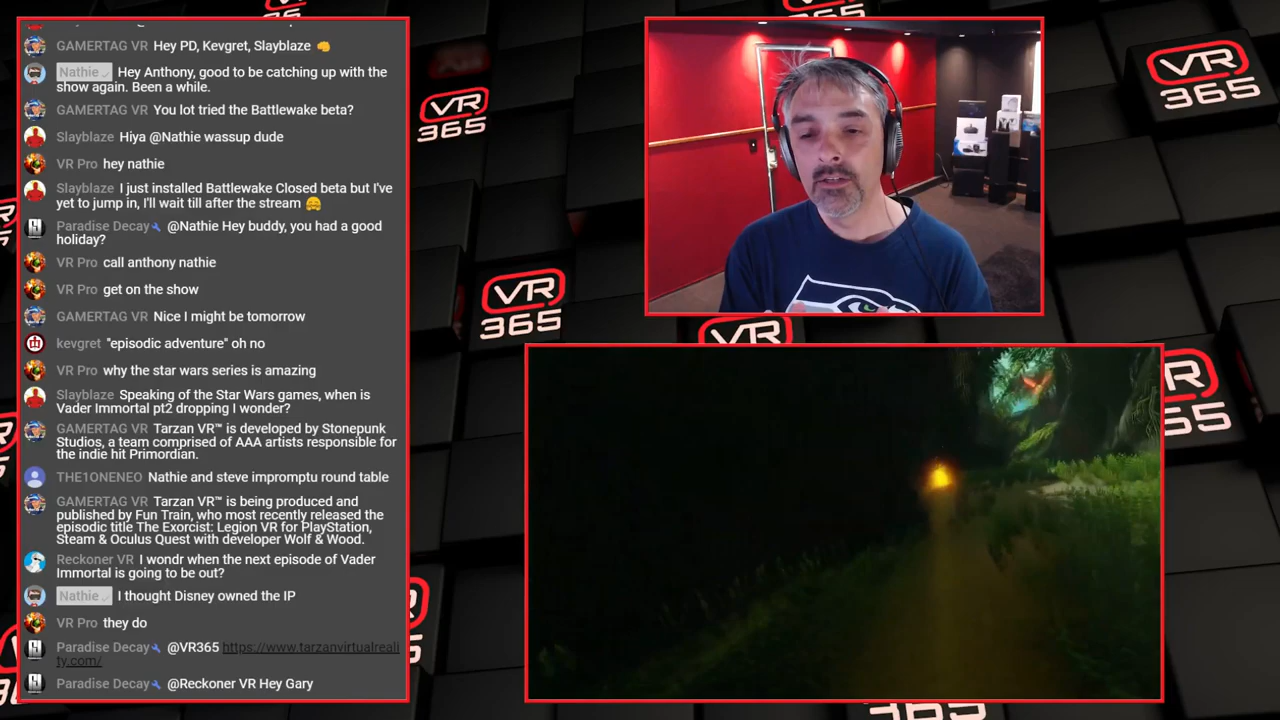 GAMERTAG VR Hey PD, Kevgret, Slayblaze 👊
Nathie Hey Anthony, good to be catching up with the
show again. Been a while.
GAMERTAG VR You lot tried the Battlewake beta?
Slayblaze Hiya @Nathie wassup dude
VR Pro hey nathie
Slayblaze I just installed Battlewake Closed beta but I've
yet to jump in, I'll wait till after the stream 🤗
Paradise Decay @Nathie Hey buddy, you had a good
holiday?
VR Pro call anthony nathie
VR Pro get on the show
GAMERTAG VR Nice I might be tomorrow
kevgret "episodic adventure" oh no
VR Pro why the star wars series is amazing
Slayblaze Speaking of the Star Wars games, when is
Vader Immortal pt2 dropping I wonder?
GAMERTAG VR Tarzan VR™ is developed by Stonepunk
Studios, a team comprised of AAA artists responsible for
the indie hit Primordian.
THE1ONENEO Nathie and steve impromptu round table
GAMERTAG VR Tarzan VR™ is being produced and
published by Fun Train, who most recently released the
episodic title The Exorcist: Legion VR for PlayStation,
Steam & Oculus Quest with developer Wolf & Wood.
Reckoner VR I wondr when the next episode of Vader
Immortal is going to be out?
Nathie I thought Disney owned the IP
VR Pro they do
Paradise Decay @VR365 https://www.tarzanvirtualreali
ty.com/
Paradise Decay @Reckoner VR Hey Gary
VR
365
VR
365
VR
365
VR
R
65
365